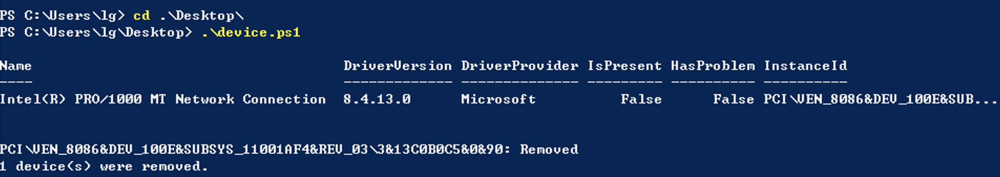 PS C:\Users\lg> cd .\Desktop\
PS C:\Users\lg\Desktop> .\device.ps1
Name DriverVersion DriverProvider IsPresent HasProblem InstanceId
---- ------------- -------------- --------- ---------- ----------
Intel(R) PRO/1000 MT Network Connection 8.4.13.0 Microsoft False False PCI\VEN_8086&DEV_100E&SUB...
PCI\VEN_8086&DEV_100E&SUBSYS_11001AF4&REV_03\3&13C0B0C5&0&90: Removed
1 device(s) were removed.